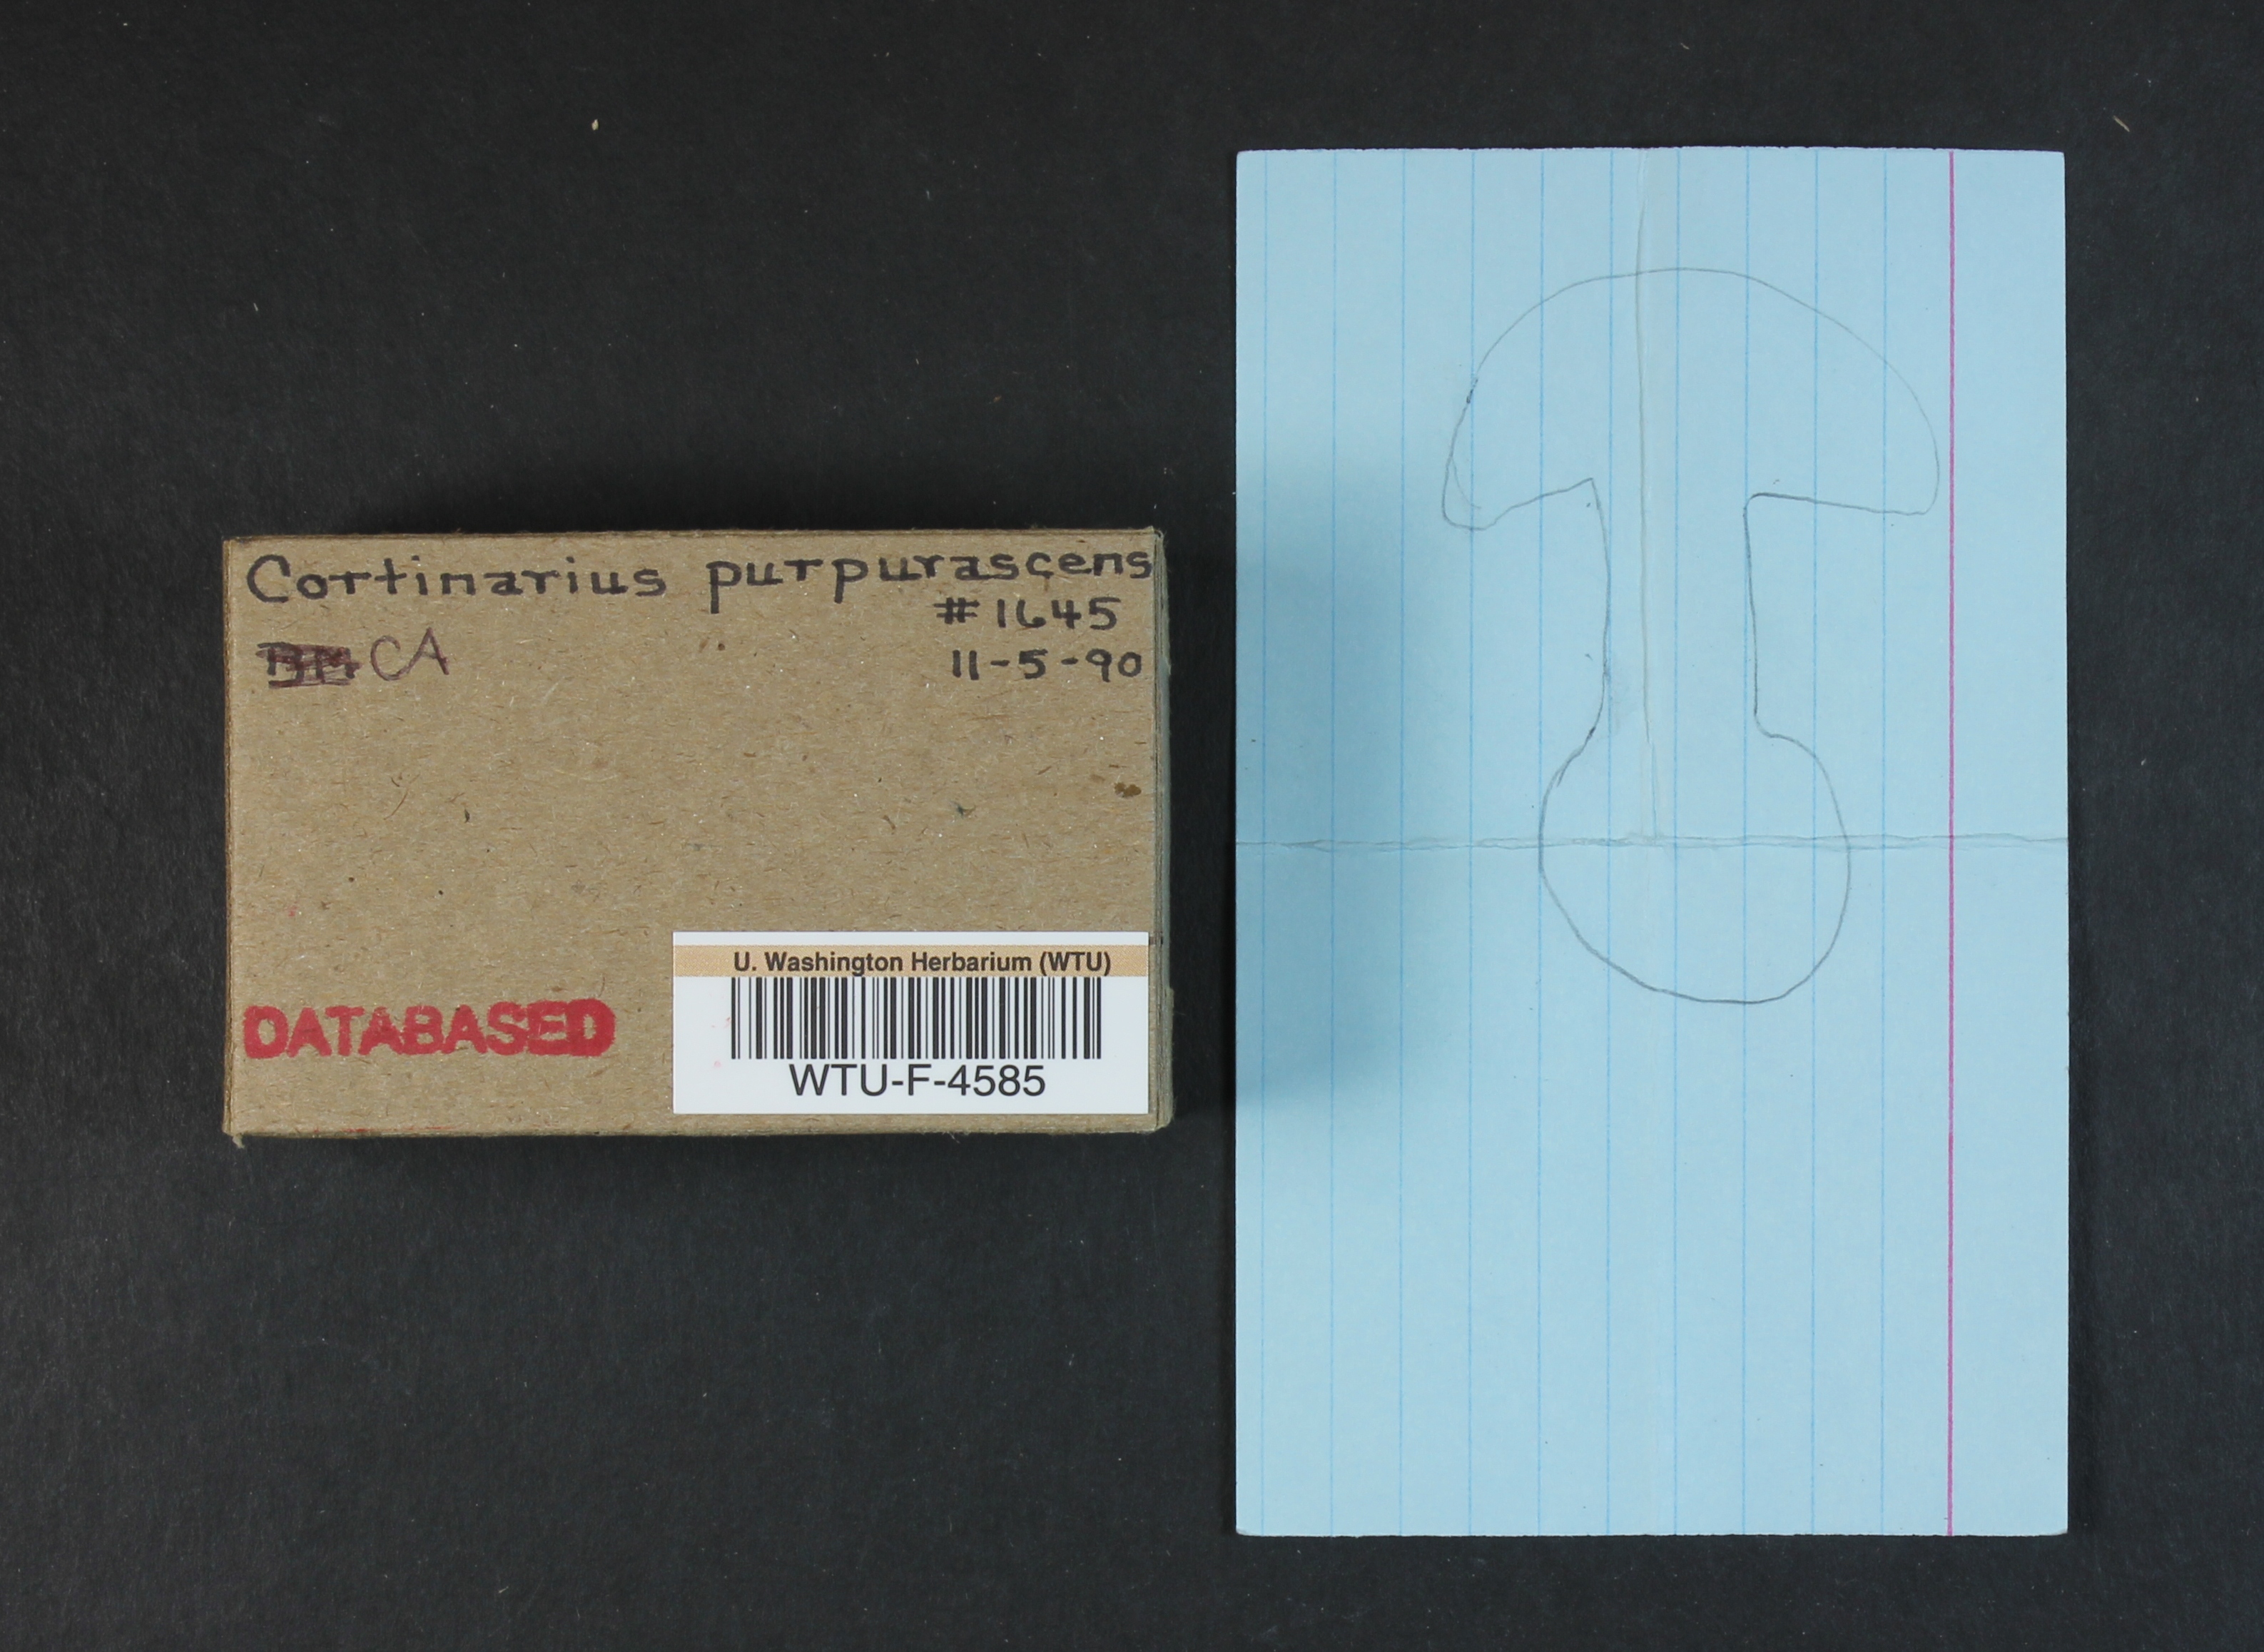 Cortinarius purpurascens
#1645
CA
11-5-90
DATABASED
U. Washington Herbarium (WTU)
WTU-F-4585